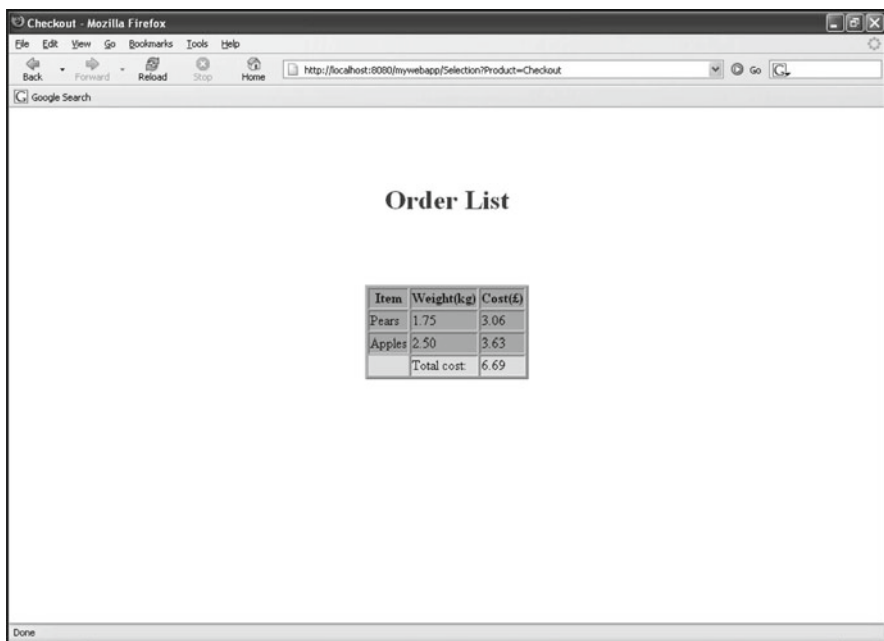 Checkout - Mozilla Firefox
File Edit View Go Bookmarks Tools Help
Back Forward Reload Stop Home http://localhost:8080/mywebapp/Selection?Product=Checkout Go G
G Google Search
Order List
Item Weight(kg) Cost(£)
Pears 1.75 3.06
Apples 2.50 3.63
Total cost: 6.69
Done